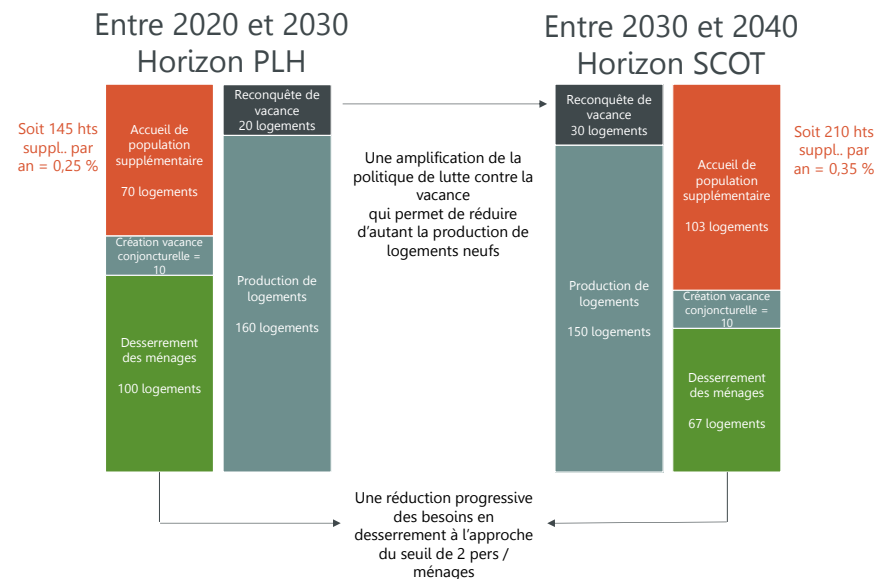 Entre 2020 et 2030
Horizon PLH
Entre 2030 et 2040
Horizon SCOT
Soit 145 hts
suppl.. par
an = 0,25 %
Accueil de
population
supplémentaire
70 logements
Création vacance
conjoncturelle =
10
Desserrement
des ménages
100 logements
Reconquête de
vacance
20 logements
Production de
logements
160 logements
Une amplification de la
politique de lutte contre la
vacance
qui permet de réduire
d'autant la production de
logements neufs
Reconquête de
vacance
30 logements
Production de
logements
150 logements
Accueil de
population
supplémentaire
103 logements
Création vacance
conjoncturelle =
10
Desserrement
des ménages
67 logements
Soit 210 hts
suppl.. par
an = 0,35 %
Une réduction progressive
des besoins en
desserrement à l'approche
du seuil de 2 pers /
ménages